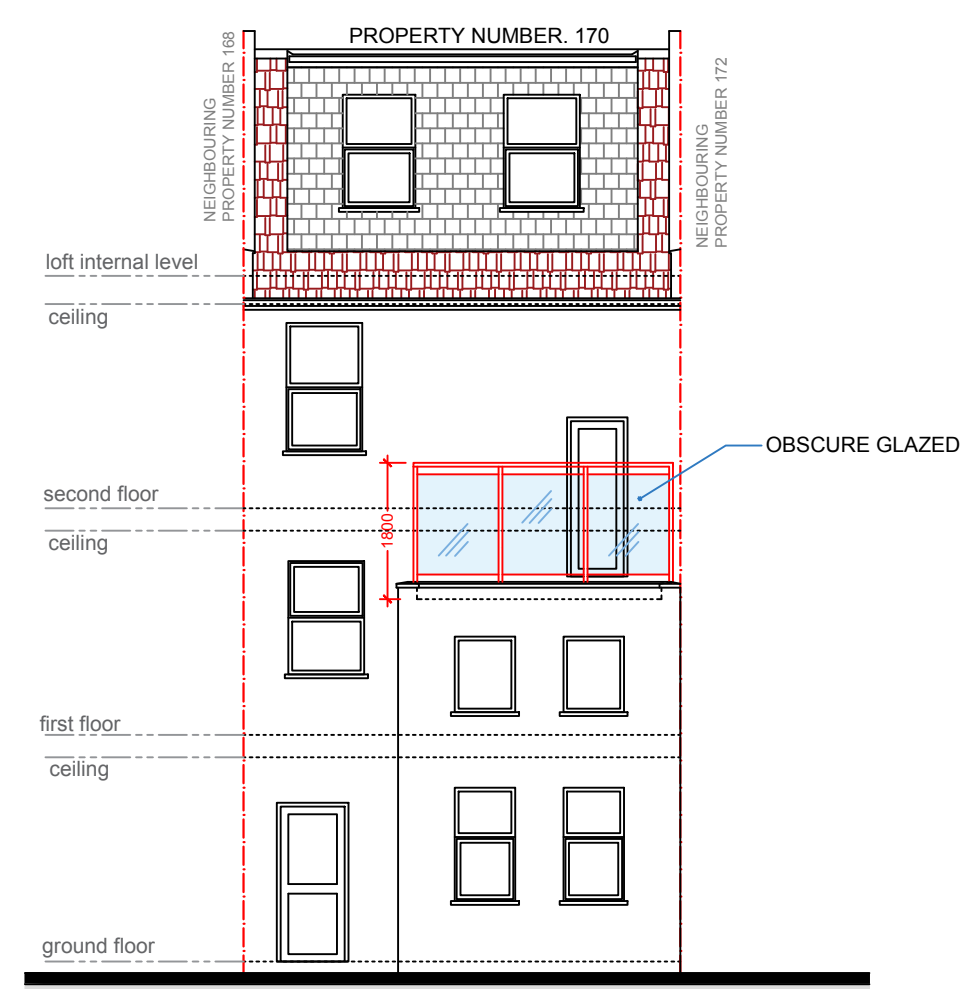 PROPERTY NUMBER. 170
NEIGHBOURING
PROPERTY NUMBER 168
NEIGHBOURING
PROPERTY NUMBER 172
loft internal level
ceiling
OBSCURE GLAZED
second floor
1800
ceiling
first floor
ceiling
ground floor